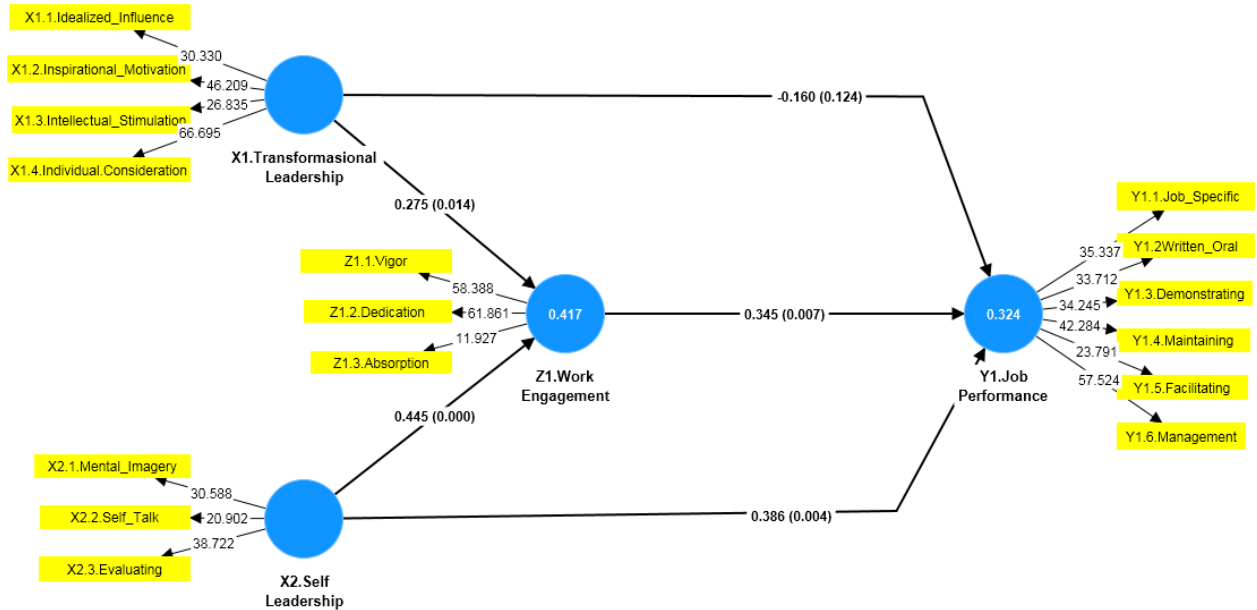 X1.1.Idealized_Influence
30.330
X1.2.Inspirational_Motivation
46.209
26.835
X1.3.Intellectual_Stimulation
66.695
X1.4.Individual.Consideration
X1.Transformasional
Leadership
-0.160 (0.124)
0.275 (0.014)
Z1.1.Vigor
58.388
Z1.2.Dedication
61.861
11.927
Z1.3.Absorption
0.417
Z1.Work
Engagement
0.345 (0.007)
0.445 (0.000)
X2.1.Mental_Imagery
30.588
X2.2.Self_Talk
20.902
38.722
X2.3.Evaluating
X2.Self
Leadership
0.386 (0.004)
0.324
Y1.Job
Performance
Y1.1.Job_Specific
35.337
Y1.2Written_Oral
33.712
Y1.3.Demonstrating
34.245
42.284
Y1.4.Maintaining
23.791
57.524
Y1.5.Facilitating
Y1.6.Management